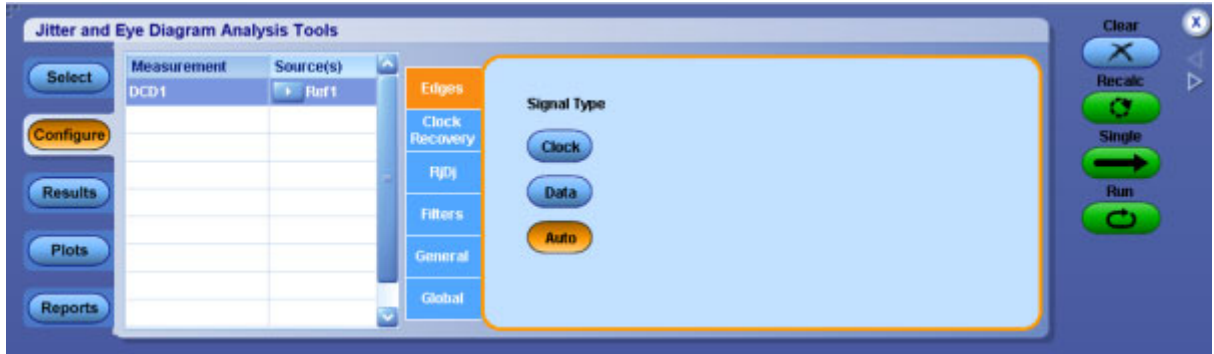 Jitter and Eye Diagram Analysis Tools
Select
Configure
Results
Plots
Reports
Measurement Source(s)
DCD1 Ref1
Edges
Clock
Recovery
RjDj
Filters
General
Global
Signal Type
Clock
Data
Auto
Clear
Recalc
Single
Run